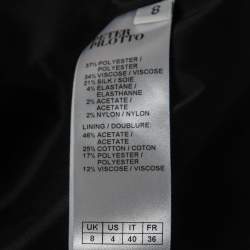 8
PETER
PILOTTO
37% POLYESTER /
POLYESTER
34% VISCOSE / VISCOSE
21% SILK / SOIE
4% ELASTANE /
ELASTHANNE
2% ACETATE /
ACETATE
2% NYLON / NYLON
LINING / DOUBLURE:
46% ACETATE /
ACETATE
25% COTTON / COTON
17% POLYESTER /
POLYESTER
12% VISCOSE / VISCOSE
UK US IT FR
8 4 40 36